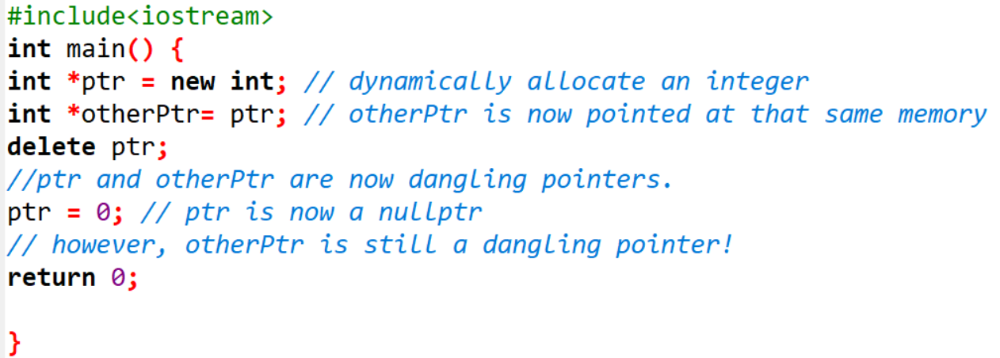 #include<iostream>
int main() {
int *ptr = new int; // dynamically allocate an integer
int *otherPtr= ptr; // otherPtr is now pointed at that same memory
delete ptr;
//ptr and otherPtr are now dangling pointers.
ptr = 0; // ptr is now a nullptr
// however, otherPtr is still a dangling pointer!
return 0;
}